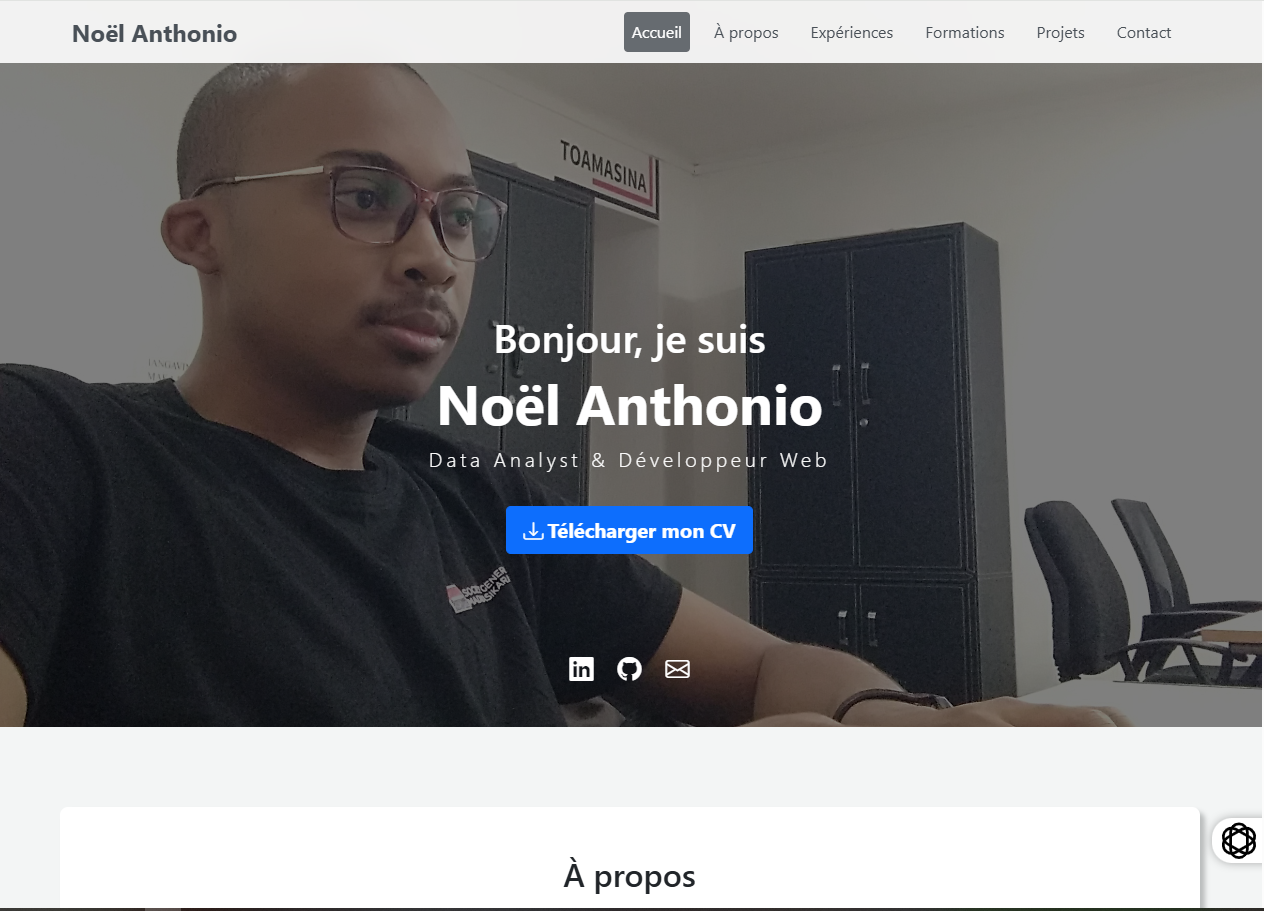 Noël Anthonio
Accueil À propos Expériences Formations Projets Contact
TOAMASINA
Bonjour, je suis
Noël Anthonio
Data Analyst & Développeur Web
Télécharger mon CV
in
À propos